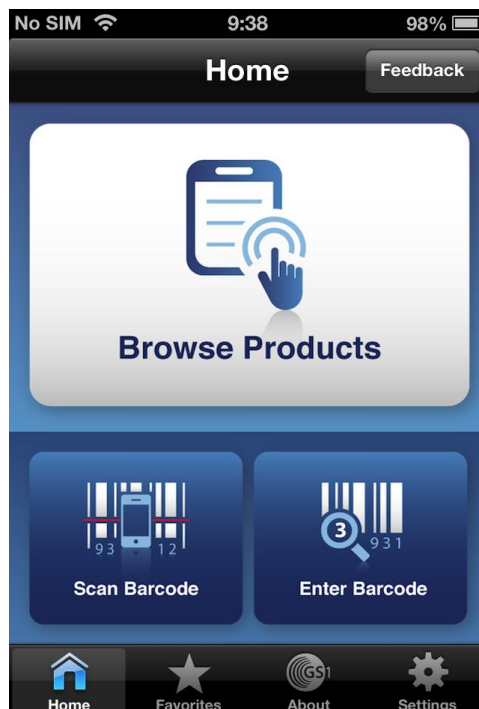 No SIM 9:38 98%
Home Feedback
Browse Products
93 12
Scan Barcode
3 931
Enter Barcode
GS1
Home Favorites About Settings